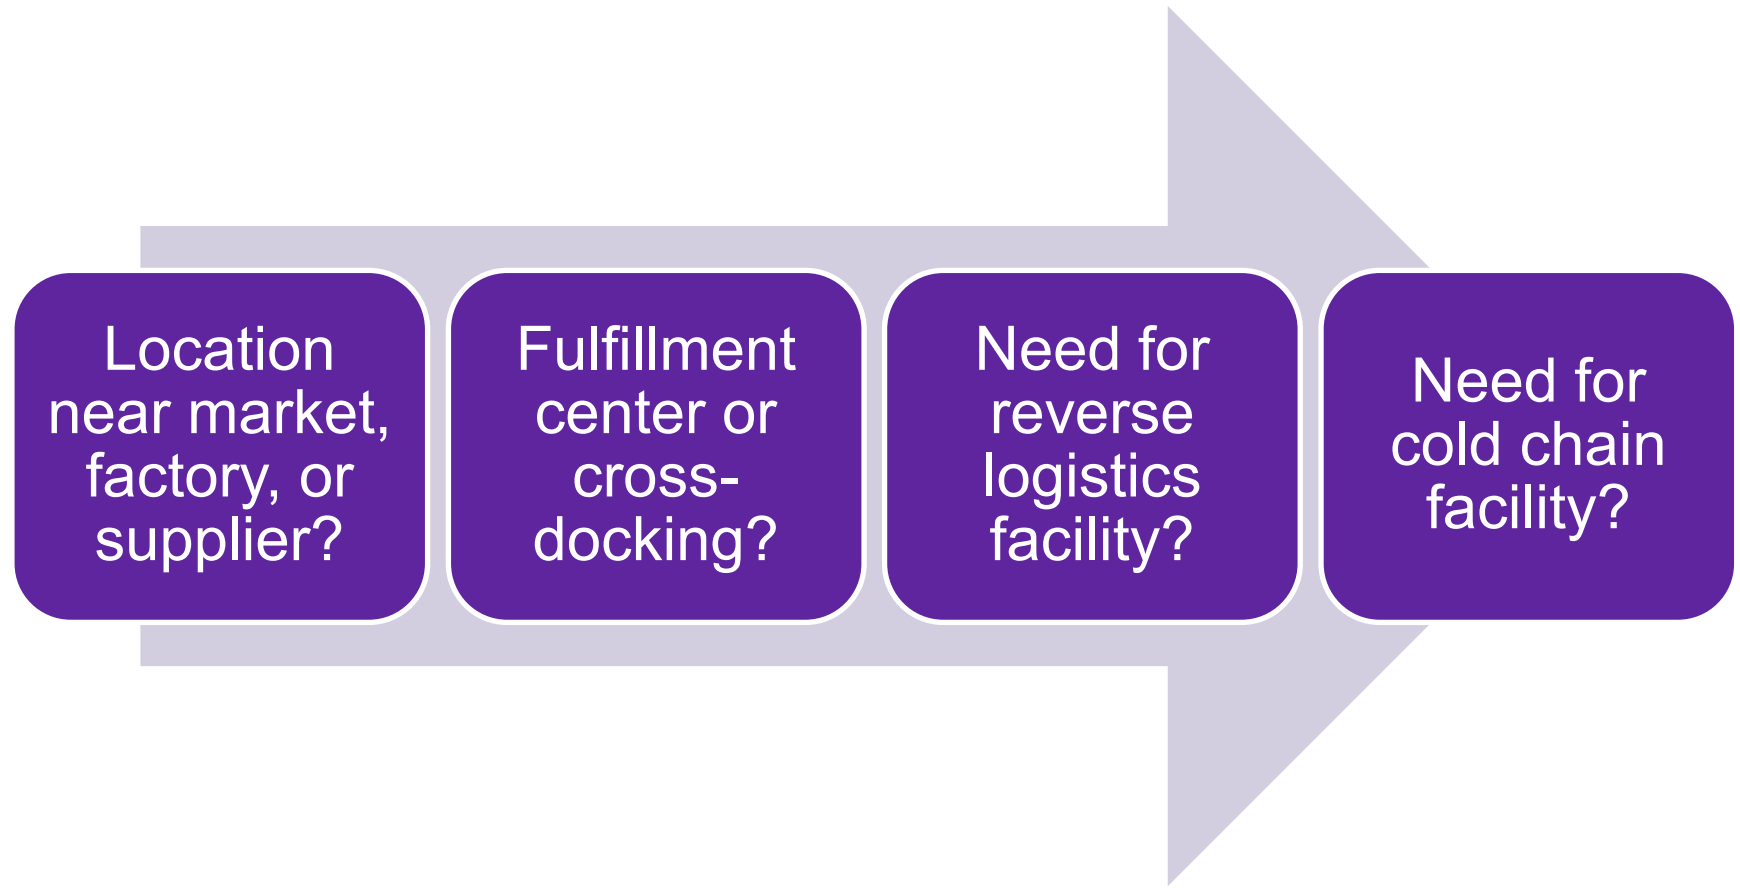 Location
near market,
factory, or
supplier?
Fulfillment
center or
cross-
docking?
Need for
reverse
logistics
facility?
Need for
cold chain
facility?